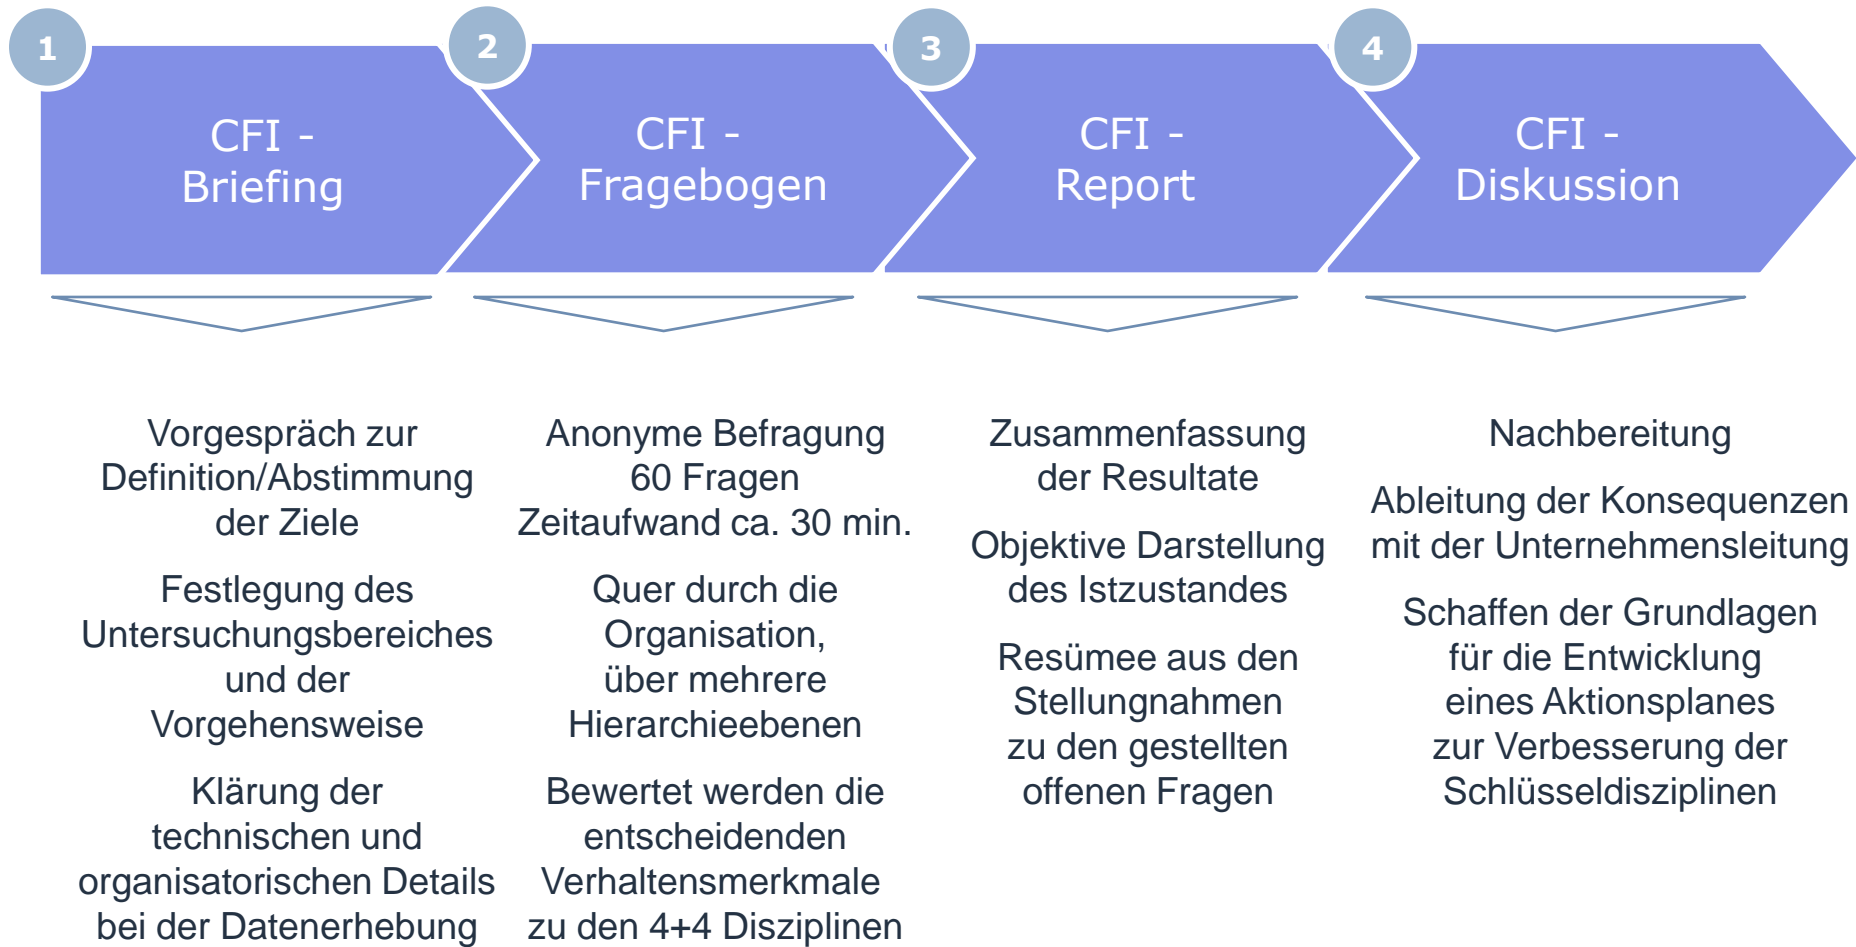 1
CFI -
Briefing
2
CFI -
Fragebogen
3
CFI -
Report
4
CFI -
Diskussion
Vorgespräch zur
Definition/Abstimmung
der Ziele
Festlegung des
Untersuchungsbereiches
und der
Vorgehensweise
Klärung der
technischen und
organisatorischen Details
bei der Datenerhebung
Anonyme Befragung
60 Fragen
Zeitaufwand ca. 30 min.
Quer durch die
Organisation,
über mehrere
Hierarchieebenen
Bewertet werden die
entscheidenden
Verhaltensmerkmale
zu den 4+4 Disziplinen
Zusammenfassung
der Resultate
Objektive Darstellung
des Istzustandes
Resümee aus den
Stellungnahmen
zu den gestellten
offenen Fragen
Nachbereitung
Ableitung der Konsequenzen
mit der Unternehmensleitung
Schaffen der Grundlagen
für die Entwicklung
eines Aktionsplanes
zur Verbesserung der
Schlüsseldisziplinen